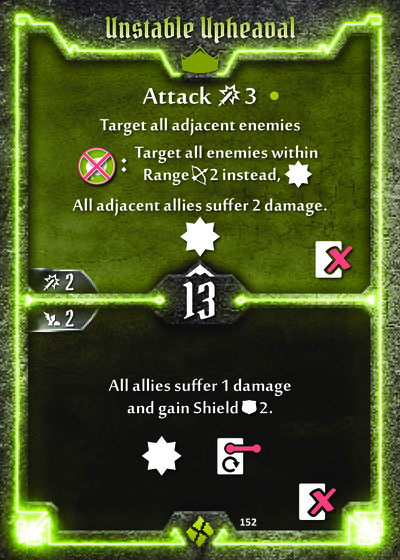 Unstable Upheaval
Attack 3
Target all adjacent enemies
: Target all enemies within
Range 2 instead,
All adjacent allies suffer 2 damage.
2
13
2
All allies suffer 1 damage
and gain Shield 2.
152